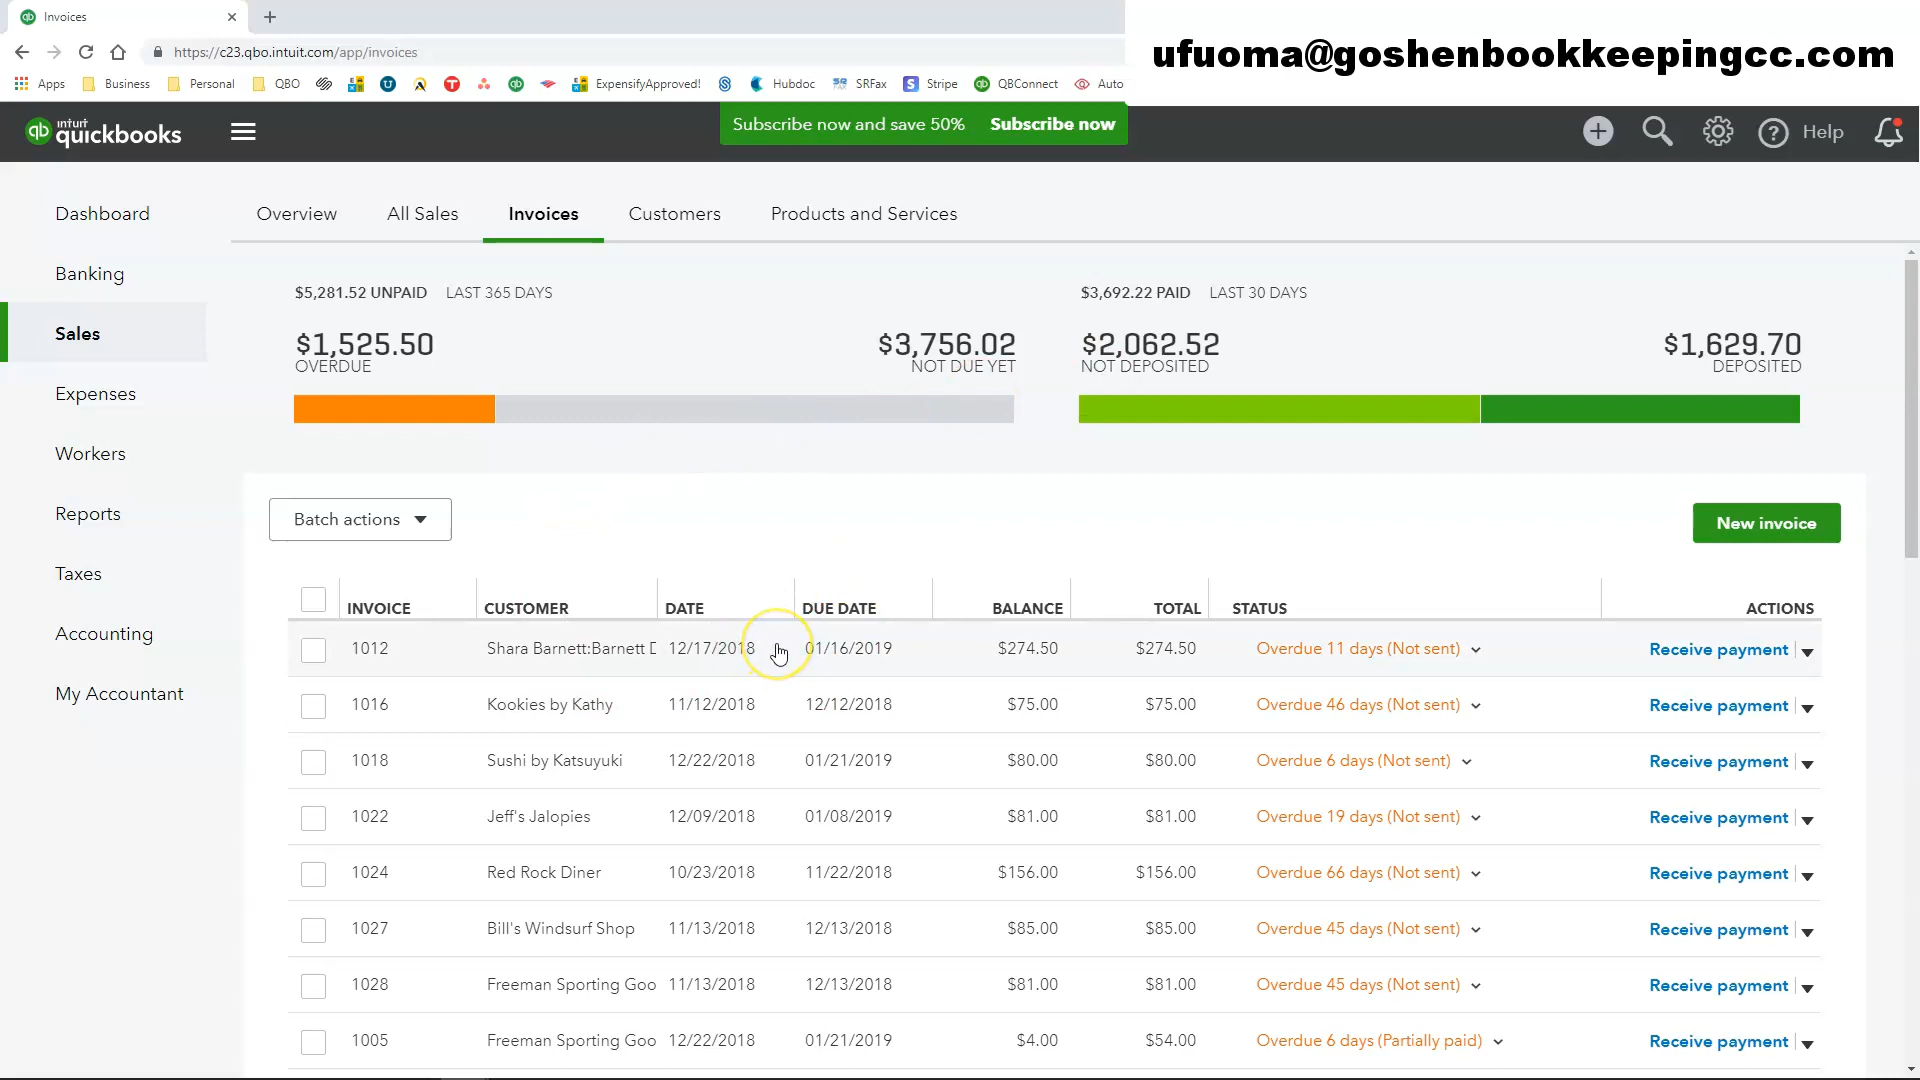 Invoices
https://c23.qbo.intuit.com/app/invoices
ufuoma@goshenbookkeepingcc.com
Apps Business Personal QBO ExpensifyApproved! Hubdoc SRFax Stripe QBConnect Auto
intuit quickbooks
Subscribe now and save 50% Subscribe now
Help
Dashboard
Banking
Sales
Expenses
Workers
Reports
Taxes
Accounting
My Accountant
Overview All Sales Invoices Customers Products and Services
$5,281.52 UNPAID LAST 365 DAYS
$1,525.50 $3,756.02
OVERDUE NOT DUE YET
$3,692.22 PAID LAST 30 DAYS
$2,062.52 $1,629.70
NOT DEPOSITED DEPOSITED
Batch actions
New invoice
INVOICE CUSTOMER DATE DUE DATE BALANCE TOTAL STATUS ACTIONS
1012 Shara Barnett:Barnett D 12/17/2018 01/16/2019 $274.50 $274.50 Overdue 11 days (Not sent) Receive payment
1016 Kookies by Kathy 11/12/2018 12/12/2018 $75.00 $75.00 Overdue 46 days (Not sent) Receive payment
1018 Sushi by Katsuyuki 12/22/2018 01/21/2019 $80.00 $80.00 Overdue 6 days (Not sent) Receive payment
1022 Jeff's Jalopies 12/09/2018 01/08/2019 $81.00 $81.00 Overdue 19 days (Not sent) Receive payment
1024 Red Rock Diner 10/23/2018 11/22/2018 $156.00 $156.00 Overdue 66 days (Not sent) Receive payment
1027 Bill's Windsurf Shop 11/13/2018 12/13/2018 $85.00 $85.00 Overdue 45 days (Not sent) Receive payment
1028 Freeman Sporting Goo 11/13/2018 12/13/2018 $81.00 $81.00 Overdue 45 days (Not sent) Receive payment
1005 Freeman Sporting Goo 12/22/2018 01/21/2019 $4.00 $54.00 Overdue 6 days (Partially paid) Receive payment